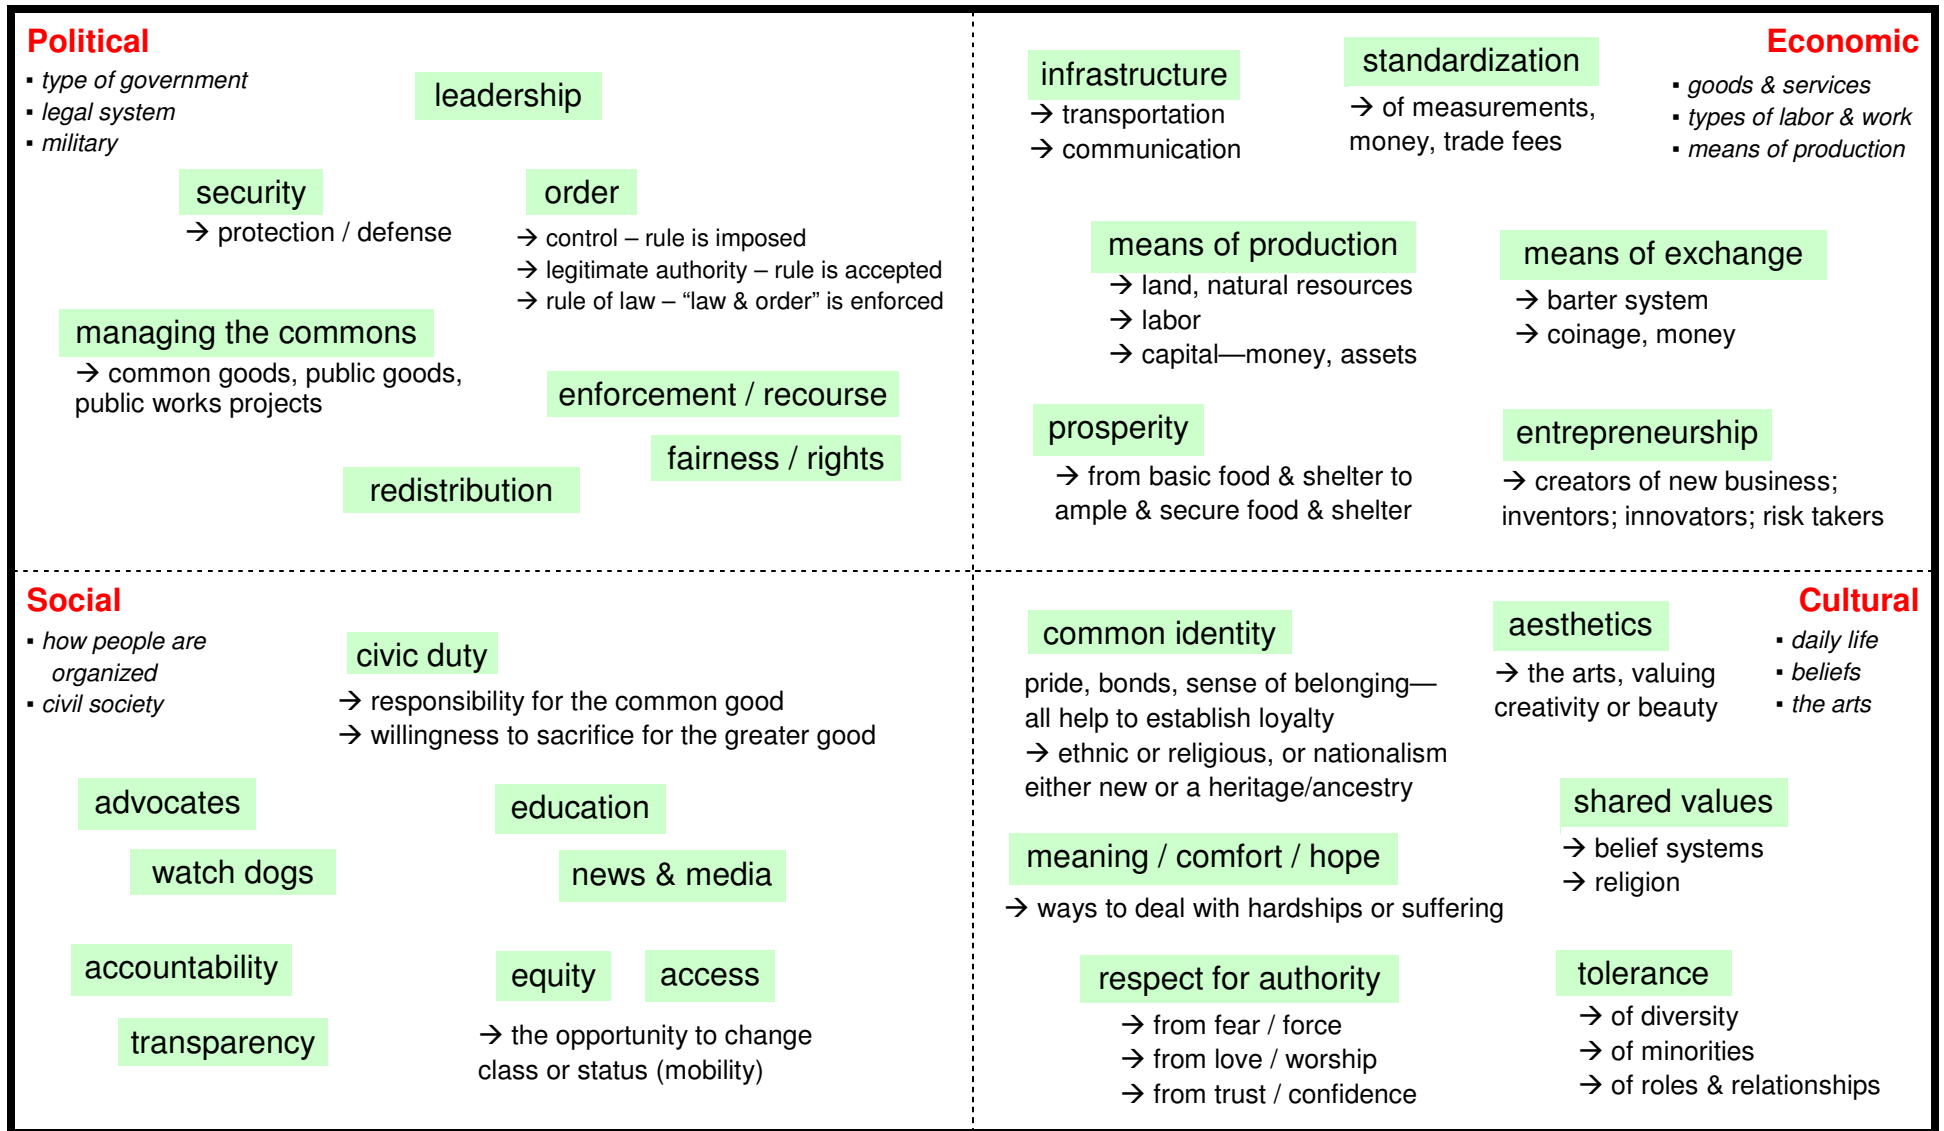 Political
▪ type of government
▪ legal system
▪ military
leadership
security
→ protection / defense
order
→ control – rule is imposed
→ legitimate authority – rule is accepted
→ rule of law – “law & order” is enforced
managing the commons
→ common goods, public goods,
public works projects
enforcement / recourse
fairness / rights
redistribution
Economic
▪ goods & services
▪ types of labor & work
▪ means of production
infrastructure
→ transportation
→ communication
standardization
→ of measurements,
money, trade fees
means of production
→ land, natural resources
→ labor
→ capital—money, assets
means of exchange
→ barter system
→ coinage, money
prosperity
→ from basic food & shelter to
ample & secure food & shelter
entrepreneurship
→ creators of new business;
inventors; innovators; risk takers
Social
▪ how people are
organized
▪ civil society
civic duty
→ responsibility for the common good
→ willingness to sacrifice for the greater good
advocates
watch dogs
education
news & media
accountability
transparency
equity
access
→ the opportunity to change
class or status (mobility)
Cultural
▪ daily life
▪ beliefs
▪ the arts
common identity
pride, bonds, sense of belonging—
all help to establish loyalty
→ ethnic or religious, or nationalism
either new or a heritage/ancestry
aesthetics
→ the arts, valuing
creativity or beauty
shared values
→ belief systems
→ religion
meaning / comfort / hope
→ ways to deal with hardships or suffering
respect for authority
→ from fear / force
→ from love / worship
→ from trust / confidence
tolerance
→ of diversity
→ of minorities
→ of roles & relationships